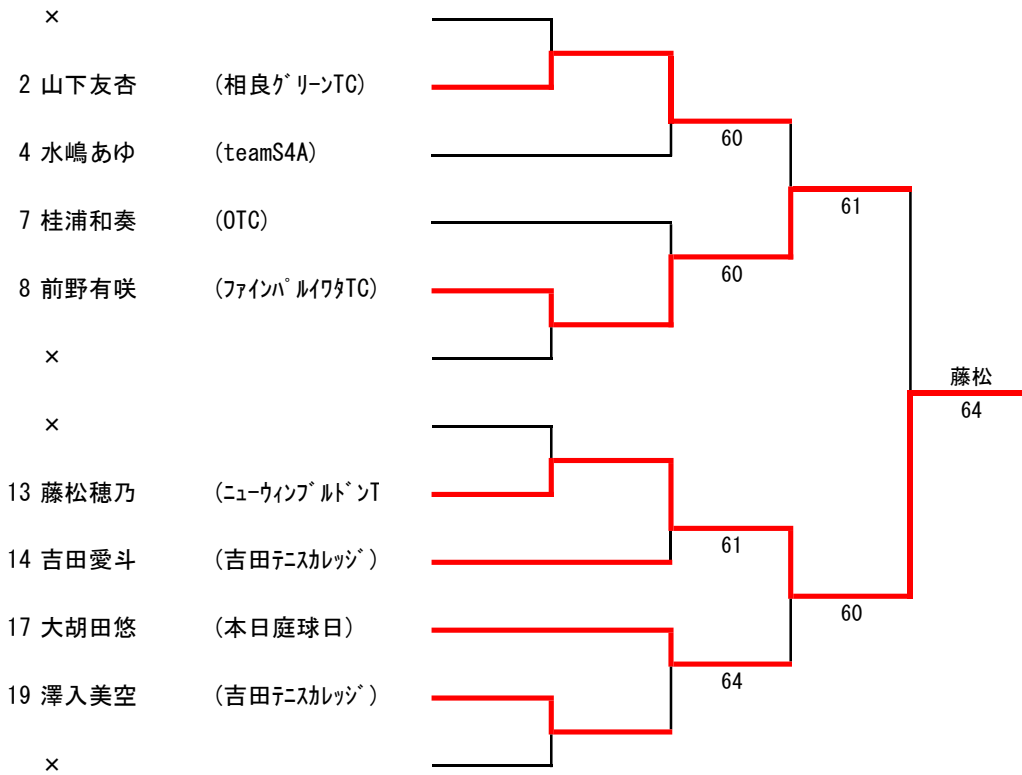 ×
2 山下友杏 (相良ｸﾞﾘｰﾝTC)
60
4 水嶋あゆ (teamS4A)
61
7 桂浦和奏 (OTC)
60
8 前野有咲 (ﾌｧｲﾝﾊﾟﾙｲﾜﾀTC)
×
藤松
64
×
13 藤松穂乃 (ﾆｭｰｳｨﾝﾌﾞﾙﾄﾞﾝT
61
14 吉田愛斗 (吉田ﾃﾆｽｶﾚｯｼﾞ)
60
17 大胡田悠 (本日庭球日)
64
19 澤入美空 (吉田ﾃﾆｽｶﾚｯｼﾞ)
×